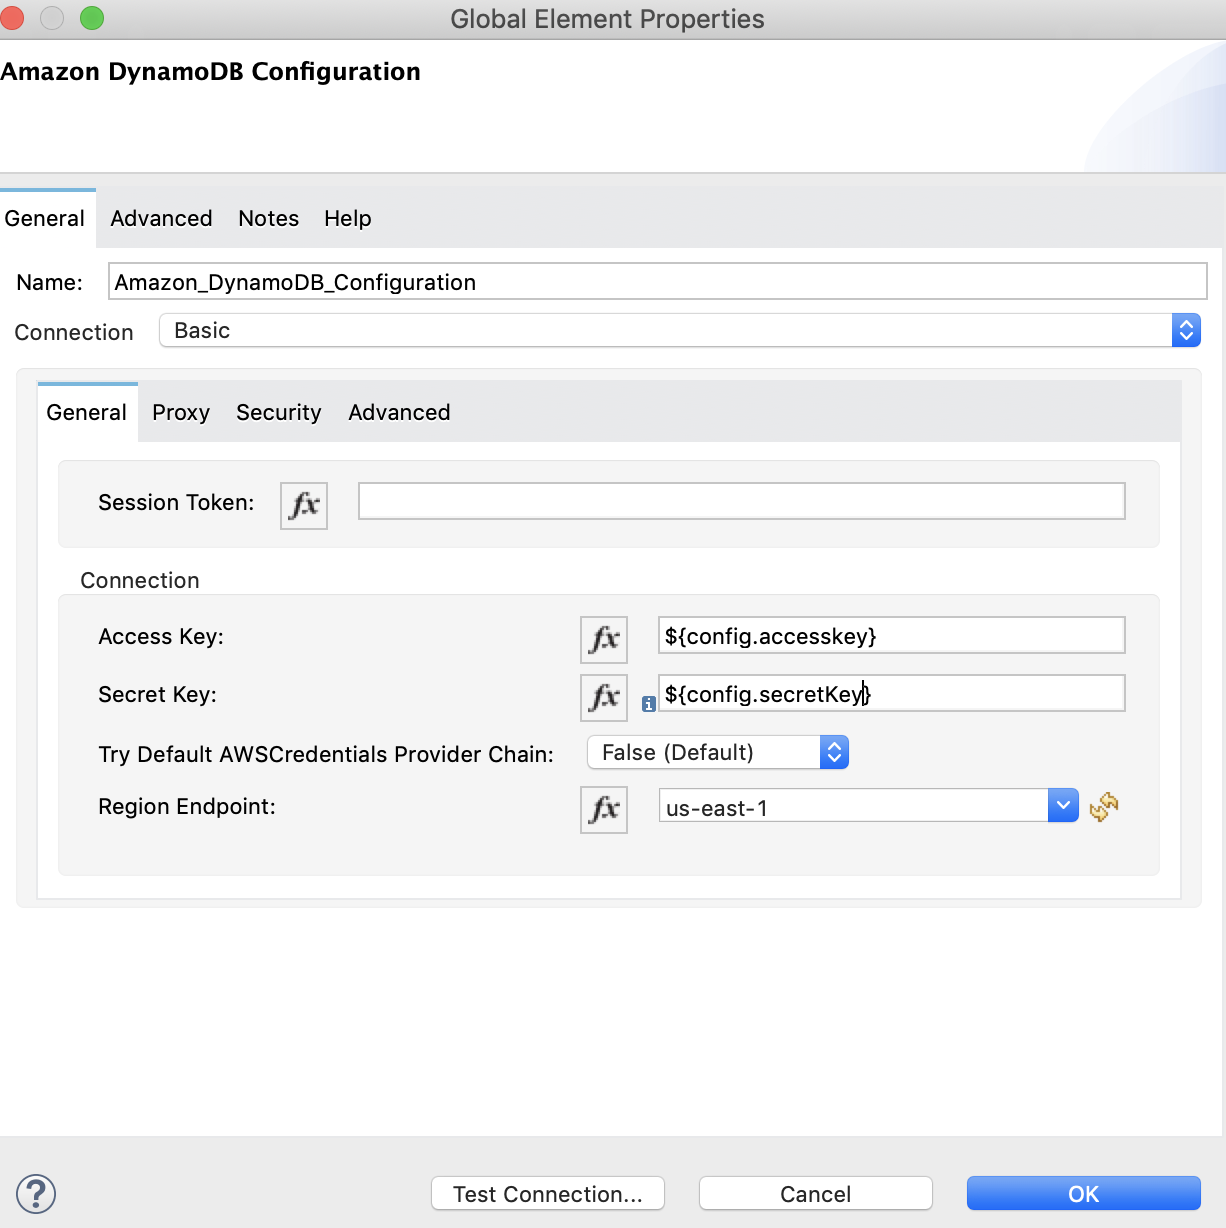 Global Element Properties
Amazon DynamoDB Configuration
General Advanced Notes Help
Name: Amazon_DynamoDB_Configuration
Connection Basic
General Proxy Security Advanced
Session Token: fx
Connection
Access Key: fx ${config.accesskey}
Secret Key: fx i ${config.secretKey}
Try Default AWSCredentials Provider Chain: False (Default)
Region Endpoint: fx us-east-1
? Test Connection... Cancel OK